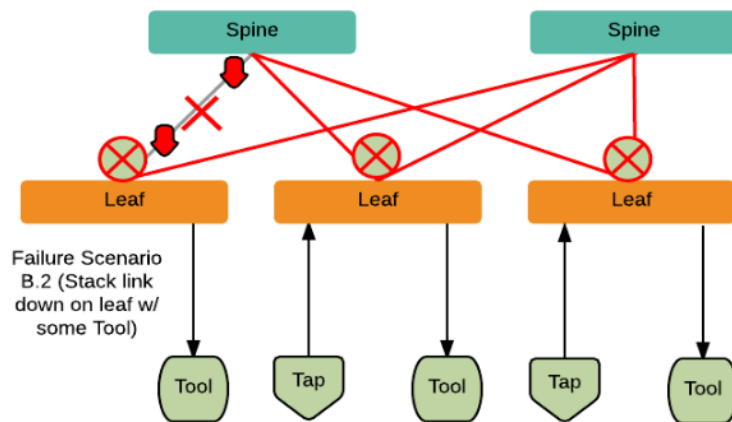 Spine
Spine
Leaf
Leaf
Leaf
Failure Scenario
B.2 (Stack link
down on leaf w/
some Tool)
Tool
Tap
Tool
Tap
Tool